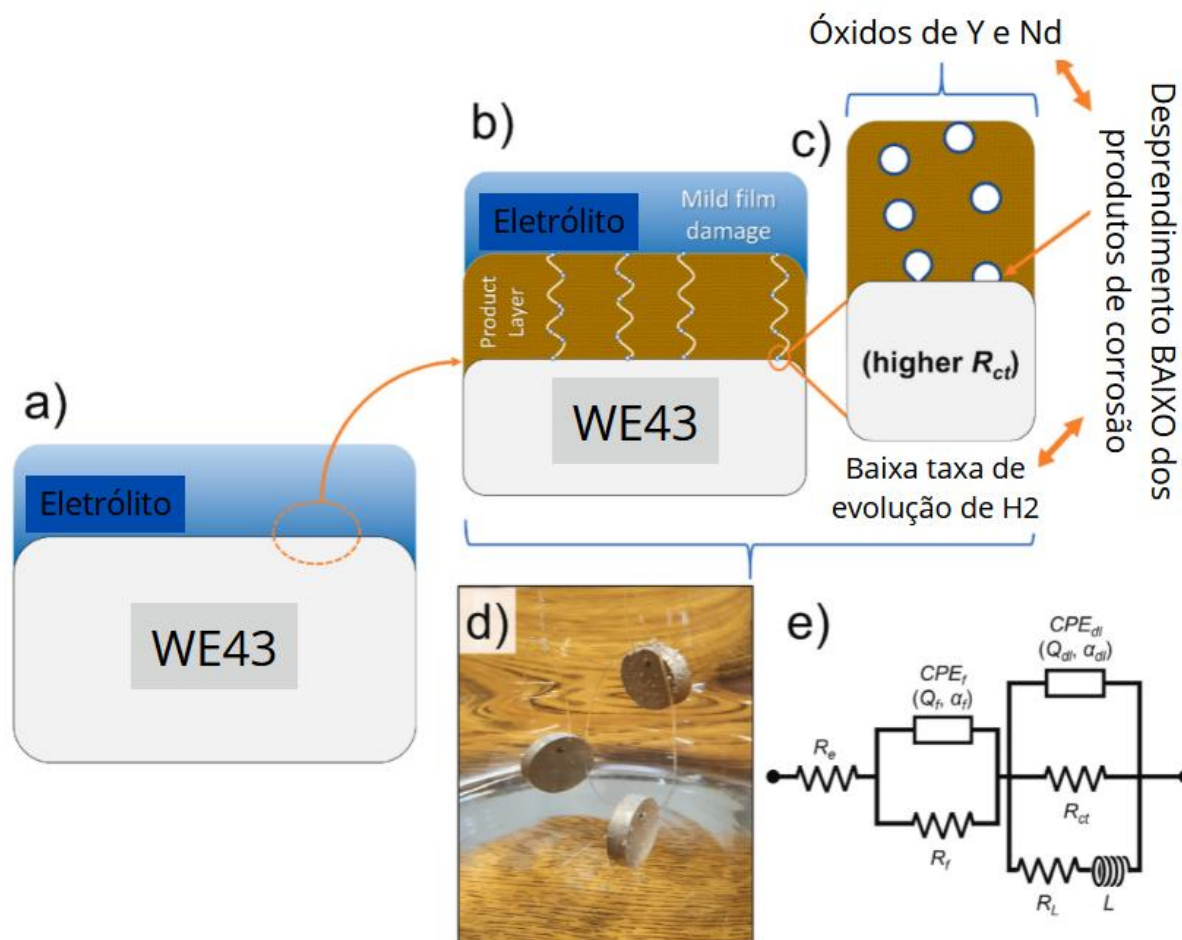 Óxidos de Y e Nd
Desprendimento BAIXO dos
produtos de corrosão
b)
c)
Eletrólito
Mild film
damage
Product
Layer
(higher Rct)
WE43
Baixa taxa de
evolução de H2
a)
Eletrólito
WE43
d)
e)
CPEdl
(Qdl, αdl)
CPEf
(Qf, αf)
Re
Rct
Rf
RL
L